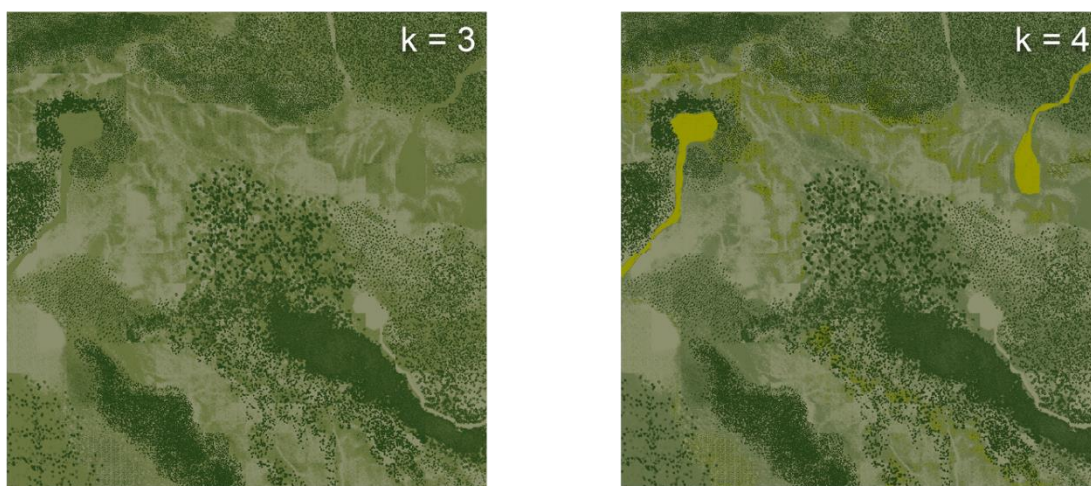 k = 3
k = 4